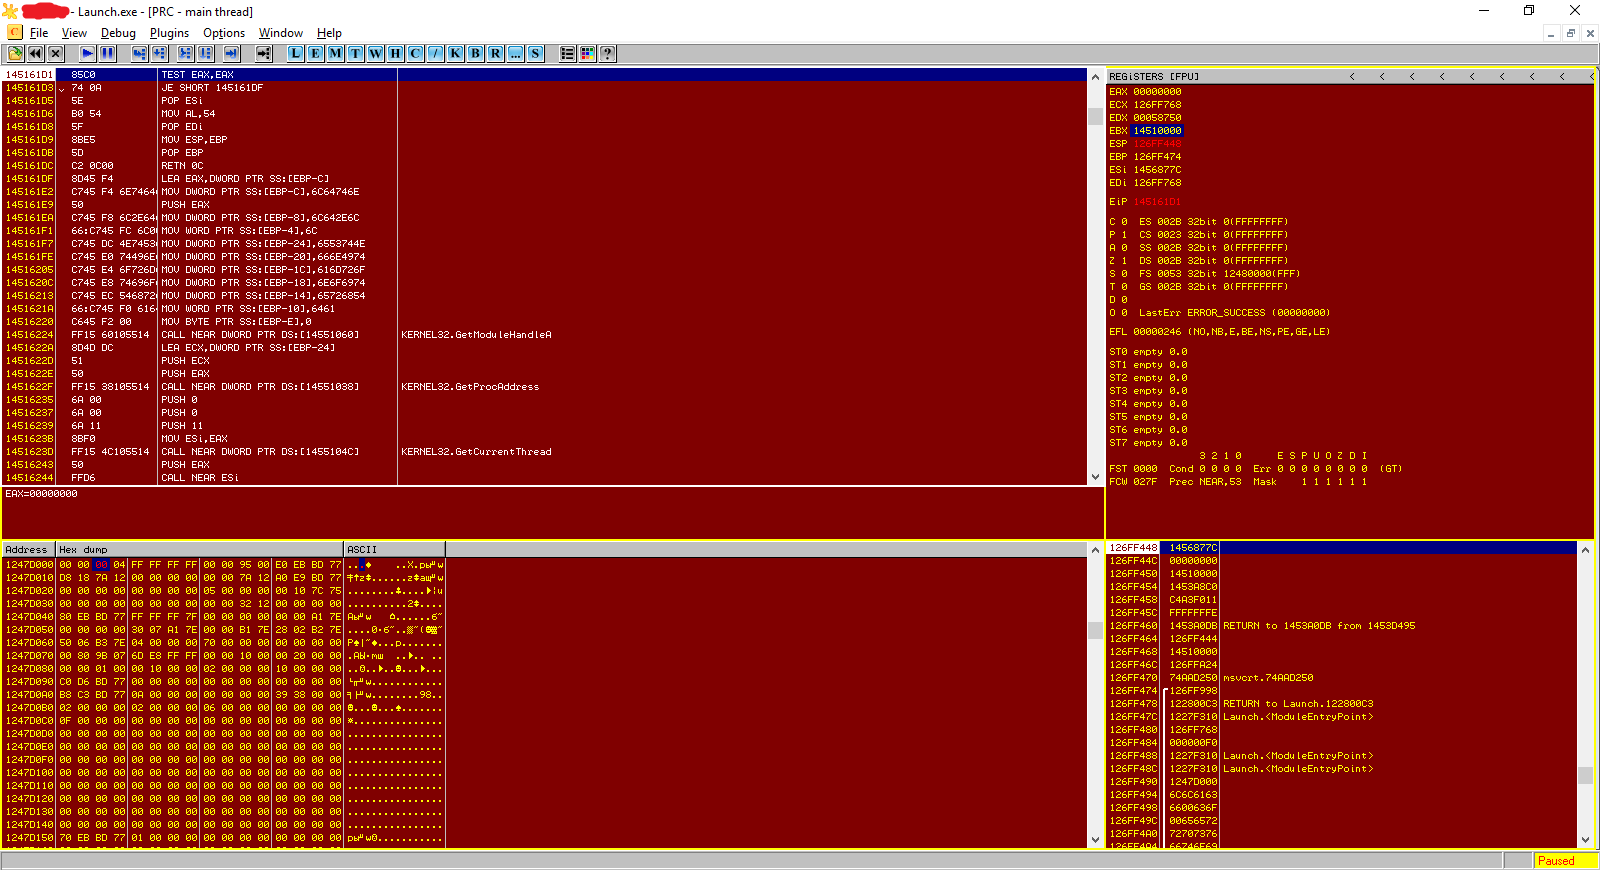 - Launch.exe - [PRC - main thread]
C File View Debug Plugins Options Window Help
L E M T W H C / K B R ... S ?
145161D1 85C0 TEST EAX,EAX
145161D3 74 0A JE SHORT 145161DF
145161D5 5E POP ESi
145161D6 B0 54 MOV AL,54
145161D8 5F POP EDi
145161D9 8BE5 MOV ESP,EBP
145161DB 5D POP EBP
145161DC C2 0C00 RETN 0C
145161DF 8D45 F4 LEA EAX,DWORD PTR SS:[EBP-C]
145161E2 C745 F4 6E7464 MOV DWORD PTR SS:[EBP-C],6C64746E
145161E9 50 PUSH EAX
145161EA C745 F8 6C2E64 MOV DWORD PTR SS:[EBP-8],6C642E6C
145161F1 66:C745 FC 6C0 MOV WORD PTR SS:[EBP-4],6C
145161F7 C745 DC 4E7453 MOV DWORD PTR SS:[EBP-24],6553744E
145161FE C745 E0 74496E MOV DWORD PTR SS:[EBP-20],666E4974
14516205 C745 E4 6F726D MOV DWORD PTR SS:[EBP-1C],616D726F
1451620C C745 E8 74696F MOV DWORD PTR SS:[EBP-18],6E6F6974
14516213 C745 EC 546872 MOV DWORD PTR SS:[EBP-14],65726854
1451621A 66:C745 F0 616 MOV WORD PTR SS:[EBP-10],6461
14516220 C645 F2 00 MOV BYTE PTR SS:[EBP-E],0
14516224 FF15 60105514 CALL NEAR DWORD PTR DS:[14551060] KERNEL32.GetModuleHandleA
1451622A 8D4D DC LEA ECX,DWORD PTR SS:[EBP-24]
1451622D 51 PUSH ECX
1451622E 50 PUSH EAX
1451622F FF15 38105514 CALL NEAR DWORD PTR DS:[14551038] KERNEL32.GetProcAddress
14516235 6A 00 PUSH 0
14516237 6A 00 PUSH 0
14516239 6A 11 PUSH 11
1451623B 8BF0 MOV ESi,EAX
1451623D FF15 4C105514 CALL NEAR DWORD PTR DS:[1455104C] KERNEL32.GetCurrentThread
14516243 50 PUSH EAX
14516244 FFD6 CALL NEAR ESi
EAX=00000000
REGiSTERS [FPU] < < < < < < < < <
EAX 00000000
ECX 126FF768
EDX 00058750
EBX 14510000
ESP 126FF448
EBP 126FF474
ESi 1456877C
EDi 126FF768
EiP 145161D1
C 0 ES 002B 32bit 0(FFFFFFFF)
P 1 CS 0023 32bit 0(FFFFFFFF)
A 0 SS 002B 32bit 0(FFFFFFFF)
Z 1 DS 002B 32bit 0(FFFFFFFF)
S 0 FS 0053 32bit 12480000(FFF)
T 0 GS 002B 32bit 0(FFFFFFFF)
D 0
O 0 LastErr ERROR_SUCCESS (00000000)
EFL 00000246 (NO,NB,E,BE,NS,PE,GE,LE)
ST0 empty 0.0
ST1 empty 0.0
ST2 empty 0.0
ST3 empty 0.0
ST4 empty 0.0
ST5 empty 0.0
ST6 empty 0.0
ST7 empty 0.0
3 2 1 0 E S P U O Z D I
FST 0000 Cond 0 0 0 0 Err 0 0 0 0 0 0 0 0 (GT)
FCW 027F Prec NEAR,53 Mask 1 1 1 1 1 1
Address Hex dump ASCII
1247D000 00 00 00 04 FF FF FF FF 00 00 95 00 E0 EB BD 77
1247D010 D8 18 7A 12 00 00 00 00 00 00 7A 12 A0 E9 BD 77
1247D020 00 00 00 00 00 00 00 00 05 00 00 00 00 10 7C 75
1247D030 00 00 00 00 00 00 00 00 00 00 32 12 00 00 00 00
1247D040 80 EB BD 77 FF FF FF 7F 00 00 00 00 00 00 A1 7E
1247D050 00 00 00 00 30 07 A1 7E 00 00 B1 7E 28 02 B2 7E
1247D060 50 06 B3 7E 04 00 00 00 70 00 00 00 00 00 00 00
1247D070 00 80 9B 07 6D E8 FF FF 00 00 10 00 00 20 00 00
1247D080 00 00 01 00 00 10 00 00 02 00 00 00 10 00 00 00
1247D090 C0 D6 BD 77 00 00 00 00 00 00 00 00 00 00 00 00
1247D0A0 B8 C3 BD 77 0A 00 00 00 00 00 00 00 39 38 00 00
1247D0B0 02 00 00 00 02 00 00 00 06 00 00 00 00 00 00 00
1247D0C0 0F 00 00 00 00 00 00 00 00 00 00 00 00 00 00 00
1247D0D0 00 00 00 00 00 00 00 00 00 00 00 00 00 00 00 00
1247D0E0 00 00 00 00 00 00 00 00 00 00 00 00 00 00 00 00
1247D0F0 00 00 00 00 00 00 00 00 00 00 00 00 00 00 00 00
1247D100 00 00 00 00 00 00 00 00 00 00 00 00 00 00 00 00
1247D110 00 00 00 00 00 00 00 00 00 00 00 00 00 00 00 00
1247D120 00 00 00 00 00 00 00 00 00 00 00 00 00 00 00 00
1247D130 00 00 00 00 00 00 00 00 00 00 00 00 00 00 00 00
1247D140 00 00 00 00 00 00 00 00 00 00 00 00 00 00 00 00
1247D150 70 EB BD 77 01 00 00 00 00 00 00 00 00 00 00 00
126FF448 1456877C
126FF44C 00000000
126FF450 14510000
126FF454 1453A8C0
126FF458 C4A3F011
126FF45C FFFFFFFE
126FF460 1453A0DB RETURN to 1453A0DB from 1453D495
126FF464 126FF444
126FF468 14510000
126FF46C 126FFA24
126FF470 74AAD250 msvcrt.74AAD250
126FF474 126FF998
126FF478 122800C3 RETURN to Launch.122800C3
126FF47C 1227F310 Launch.<ModuleEntryPoint>
126FF480 126FF768
126FF484 000000F0
126FF488 1227F310 Launch.<ModuleEntryPoint>
126FF48C 1227F310 Launch.<ModuleEntryPoint>
126FF490 1247D000
126FF494 6C6C6163
126FF498 6600636F
126FF49C 00656572
126FF4A0 72707376
126FF4A4 66746E69
Paused